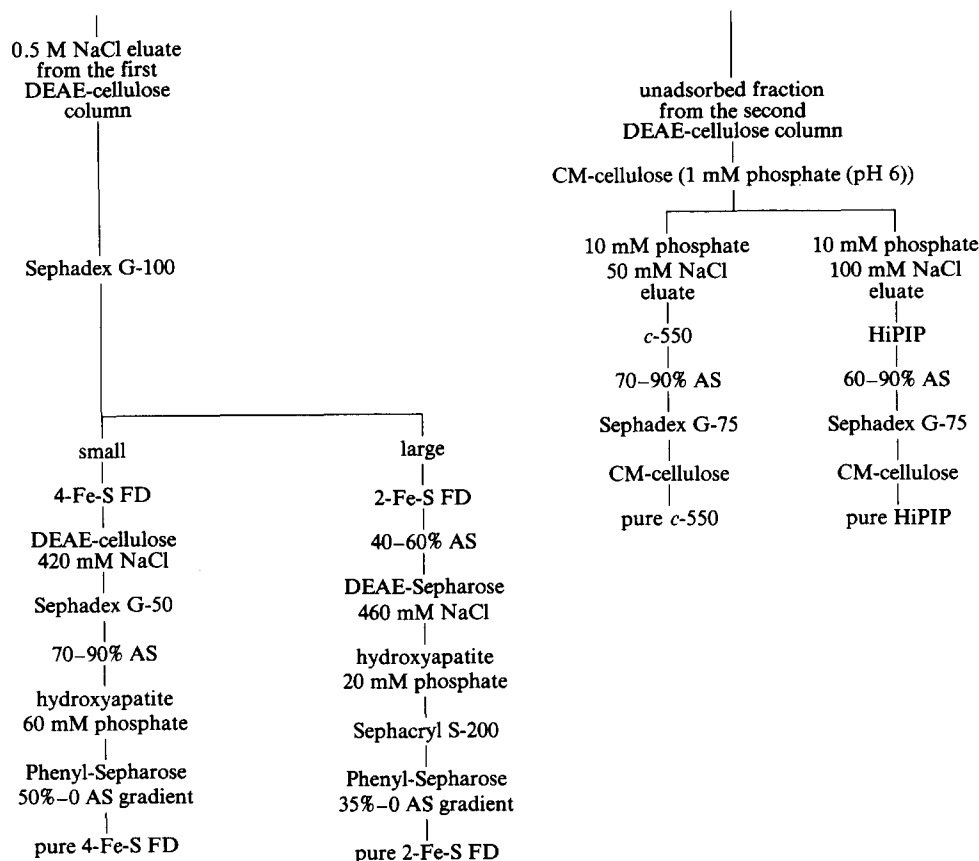 0.5 M NaCl eluate
from the first
DEAE-cellulose
column
Sephadex G-100
small
4-Fe-S FD
DEAE-cellulose
420 mM NaCl
Sephadex G-50
70–90% AS
hydroxyapatite
60 mM phosphate
Phenyl-Sepharose
50%–0 AS gradient
pure 4-Fe-S FD
large
2-Fe-S FD
40–60% AS
DEAE-Sepharose
460 mM NaCl
hydroxyapatite
20 mM phosphate
Sephacryl S-200
Phenyl-Sepharose
35%–0 AS gradient
pure 2-Fe-S FD
unadsorbed fraction
from the second
DEAE-cellulose column
CM-cellulose (1 mM phosphate (pH 6))
10 mM phosphate
50 mM NaCl
eluate
c-550
70–90% AS
Sephadex G-75
CM-cellulose
pure c-550
10 mM phosphate
100 mM NaCl
eluate
HiPIP
60–90% AS
Sephadex G-75
CM-cellulose
pure HiPIP